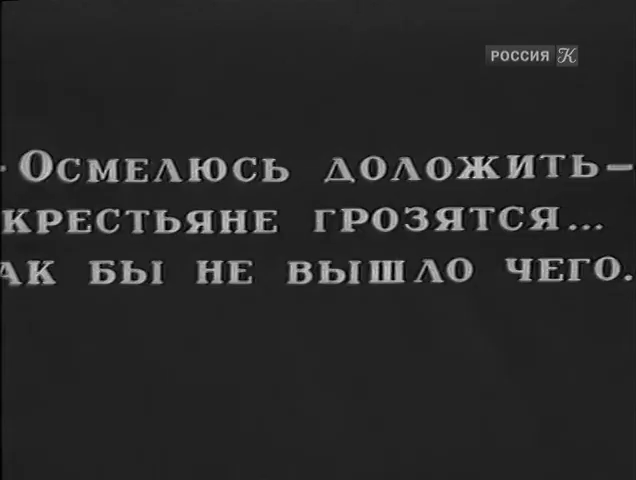 РОССИЯ К
- Осмелюсь доложить—
крестьяне грозятся...
ак бы не вышло чего.